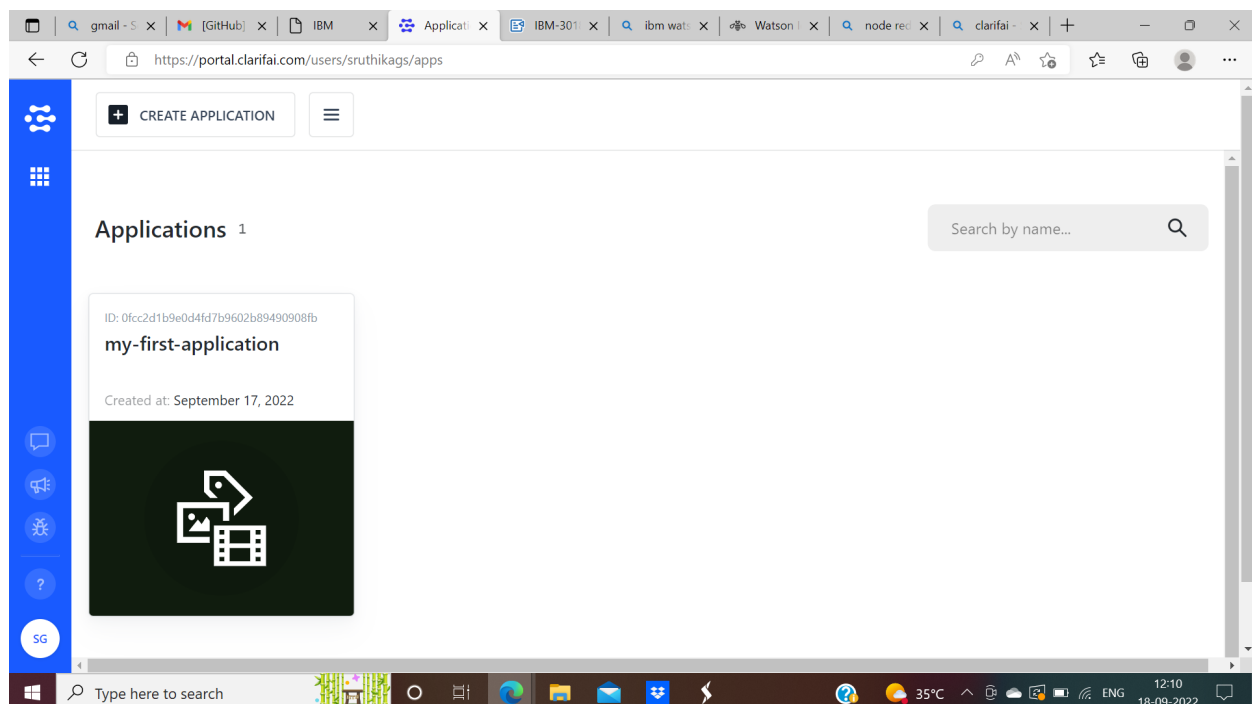 gmail - S
[GitHub]
IBM
Applicati
IBM-301
ibm wats
Watson
node red
clarifai -
https://portal.clarifai.com/users/sruthikags/apps
CREATE APPLICATION
Applications 1
Search by name...
ID: 0fcc2d1b9e0d4fd7b9602b89490908fb
my-first-application
Created at: September 17, 2022
?
SG
Type here to search
35°C
ENG
12:10
18-09-2022